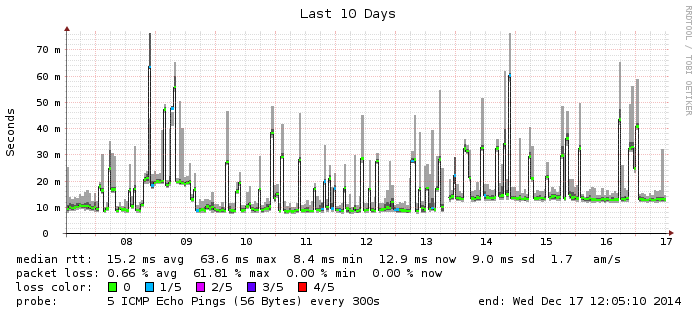 Last 10 Days
RRDTOOL / TOBI OETIKER
Seconds
70 m
60 m
50 m
40 m
30 m
20 m
10 m
0
08 09 10 11 12 13 14 15 16 17
median rtt: 15.2 ms avg 63.6 ms max 8.4 ms min 12.9 ms now 9.0 ms sd 1.7 am/s
packet loss: 0.66 % avg 61.81 % max 0.00 % min 0.00 % now
loss color: 0 1/5 2/5 3/5 4/5
probe: 5 ICMP Echo Pings (56 Bytes) every 300s end: Wed Dec 17 12:05:10 2014